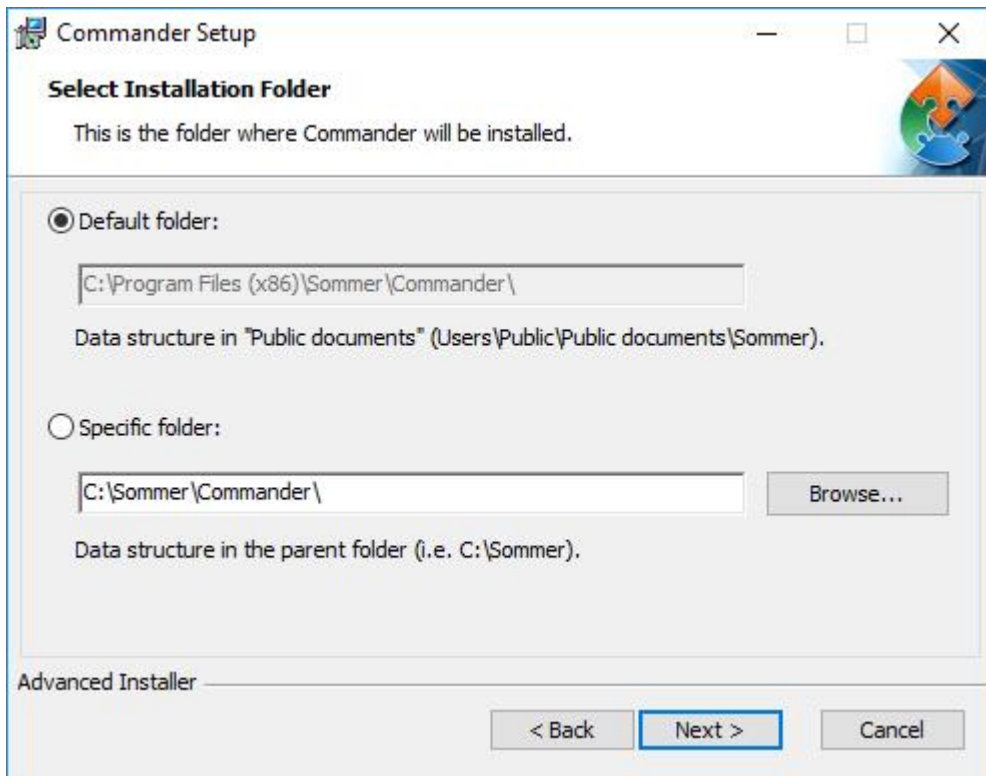 Commander Setup
Select Installation Folder
This is the folder where Commander will be installed.
Default folder:
C:\Program Files (x86)\Sommer\Commander\
Data structure in "Public documents" (Users\Public\Public documents\Sommer).
Specific folder:
C:\Sommer\Commander\
Browse...
Data structure in the parent folder (i.e. C:\Sommer).
Advanced Installer
< Back
Next >
Cancel